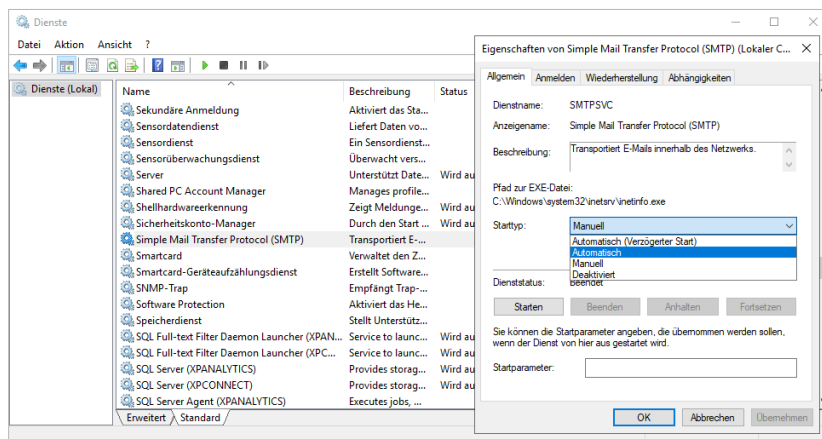 Dienste
Datei Aktion Ansicht ?
Dienste (Lokal)
Name Beschreibung Status
Sekundäre Anmeldung Aktiviert das Sta...
Sensordatendienst Liefert Daten vo...
Sensordienst Ein Sensordienst...
Sensorüberwachungsdienst Überwacht vers...
Server Unterstützt Date... Wird au
Shared PC Account Manager Manages profile...
Shellhardwareerkennung Zeigt Meldunge... Wird au
Sicherheitskonto-Manager Durch den Start ... Wird au
Simple Mail Transfer Protocol (SMTP) Transportiert E-...
Smartcard Verwaltet den Z...
Smartcard-Geräteaufzählungsdienst Erstellt Software...
SNMP-Trap Empfängt Trap-...
Software Protection Aktiviert das He...
Speicherdienst Stellt Unterstütz...
SQL Full-text Filter Daemon Launcher (XPAN... Service to launc... Wird au
SQL Full-text Filter Daemon Launcher (XPC... Service to launc... Wird au
SQL Server (XPANALYTICS) Provides storag... Wird au
SQL Server (XPCONNECT) Provides storag... Wird au
SQL Server Agent (XPANALYTICS) Executes jobs, ...
Erweitert Standard
Eigenschaften von Simple Mail Transfer Protocol (SMTP) (Lokaler C...
Allgemein Anmelden Wiederherstellung Abhängigkeiten
Dienstname: SMTPSVC
Anzeigename: Simple Mail Transfer Protocol (SMTP)
Beschreibung: Transportiert E-Mails innerhalb des Netzwerks.
Pfad zur EXE-Datei:
C:\Windows\system32\inetsrv\inetinfo.exe
Starttyp: Manuell
Automatisch (Verzögerter Start)
Automatisch
Manuell
Deaktiviert
Dienststatus: Beendet
Starten Beenden Anhalten Fortsetzen
Sie können die Startparameter angeben, die übernommen werden sollen,
wenn der Dienst von hier aus gestartet wird.
Startparameter:
OK Abbrechen Übernehmen